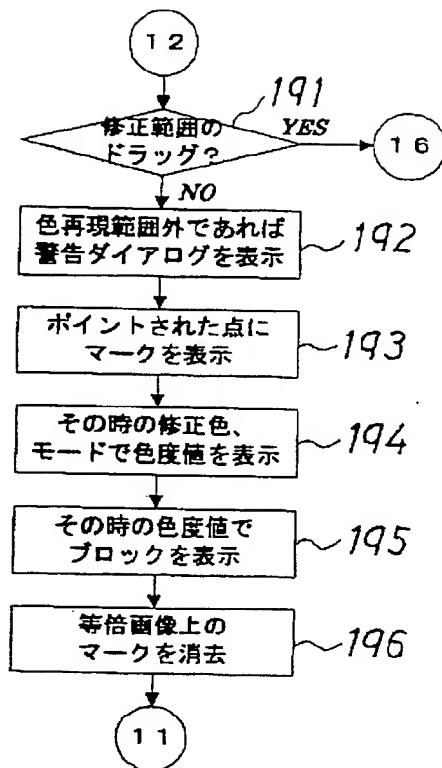 12
191
修正範囲の
ドラッグ?
YES
16
NO
色再現範囲外であれば
警告ダイアログを表示
192
ポイントされた点に
マークを表示
193
その時の修正色、
モードで色度値を表示
194
その時の色度値で
ブロックを表示
195
等倍画像上の
マークを消去
196
11